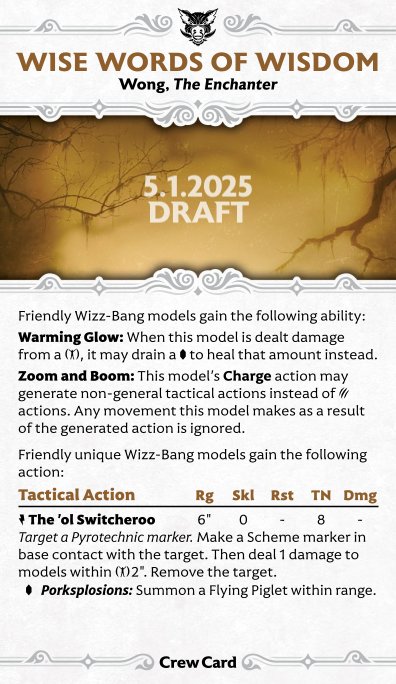 WISE WORDS OF WISDOM
Wong, The Enchanter
5.1.2025
DRAFT
Friendly Wizz-Bang models gain the following ability:
Warming Glow: When this model is dealt damage
from a, it may drain a to heal that amount instead.
Zoom and Boom: This model's Charge action may
generate non-general tactical actions instead of
actions. Any movement this model makes as a result
of the generated action is ignored.
Friendly unique Wizz-Bang models gain the following
action:
Tactical Action Rg Skl Rst TN Dmg
The 'ol Switcheroo 6" 0 - 8 -
Target a Pyrotechnic marker. Make a Scheme marker in
base contact with the target. Then deal 1 damage to
models within 2". Remove the target.
Porksplosions: Summon a Flying Piglet within range.
Crew Card